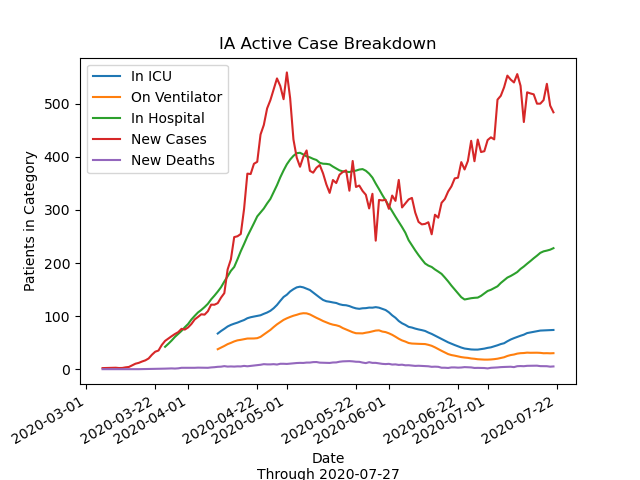 IA Active Case Breakdown
In ICU
On Ventilator
In Hospital
New Cases
New Deaths
Patients in Category
500
400
300
200
100
0
2020-03-01
2020-03-22
2020-04-01
2020-04-22
2020-05-01
2020-05-22
2020-06-01
2020-06-22
2020-07-01
2020-07-22
Date
Through 2020-07-27